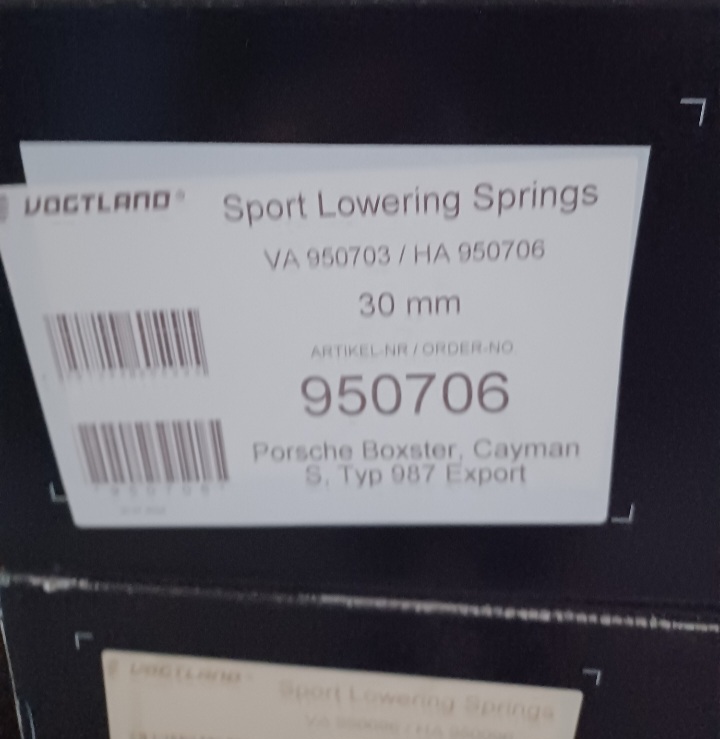 VOGTLAND®
Sport Lowering Springs
VA 950703 / HA 950706
30 mm
ARTIKEL-NR / ORDER-NO
950706
Porsche Boxster, Cayman
S, Typ 987 Export
VOGTLAND
Sport Lowering Springs